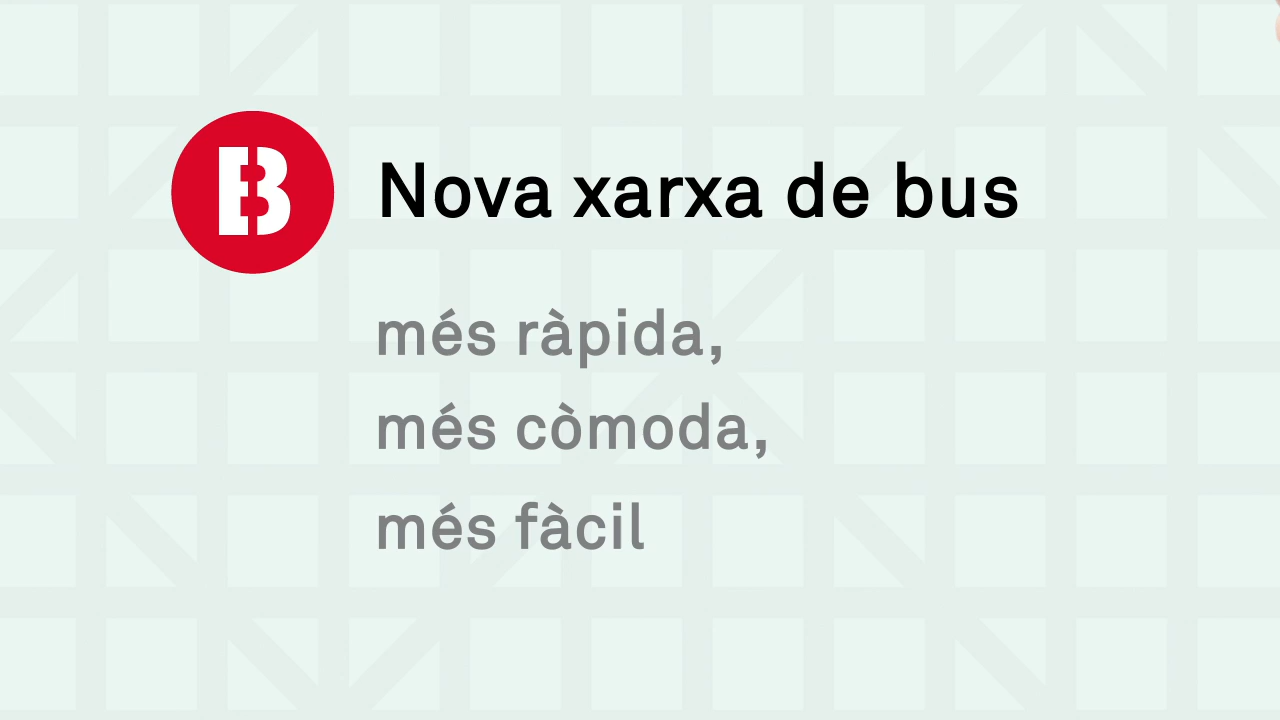 B Nova xarxa de bus
més ràpida,
més còmoda,
més fàcil